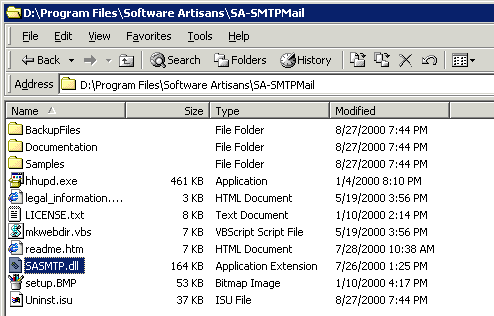 D:\Program Files\Software Artisans\SA-SMTPMail
File Edit View Favorites Tools Help
Back Search Folders History
Address D:\Program Files\Software Artisans\SA-SMTPMail
Name Size Type Modified
BackupFiles File Folder 8/27/2000 7:44 PM
Documentation File Folder 8/27/2000 7:44 PM
Samples File Folder 8/27/2000 7:44 PM
hhupd.exe 461 KB Application 1/4/2000 8:10 PM
legal_information.... 3 KB HTML Document 5/19/2000 3:56 PM
LICENSE.txt 8 KB Text Document 1/10/2000 2:14 PM
mkwebdir.vbs 7 KB VBScript Script File 5/19/2000 3:56 PM
readme.htm 7 KB HTML Document 7/28/2000 10:38 AM
SASMTP.dll 164 KB Application Extension 7/26/2000 1:25 PM
setup.BMP 53 KB Bitmap Image 1/10/2000 4:17 PM
Uninst.isu 37 KB ISU File 8/27/2000 7:44 PM